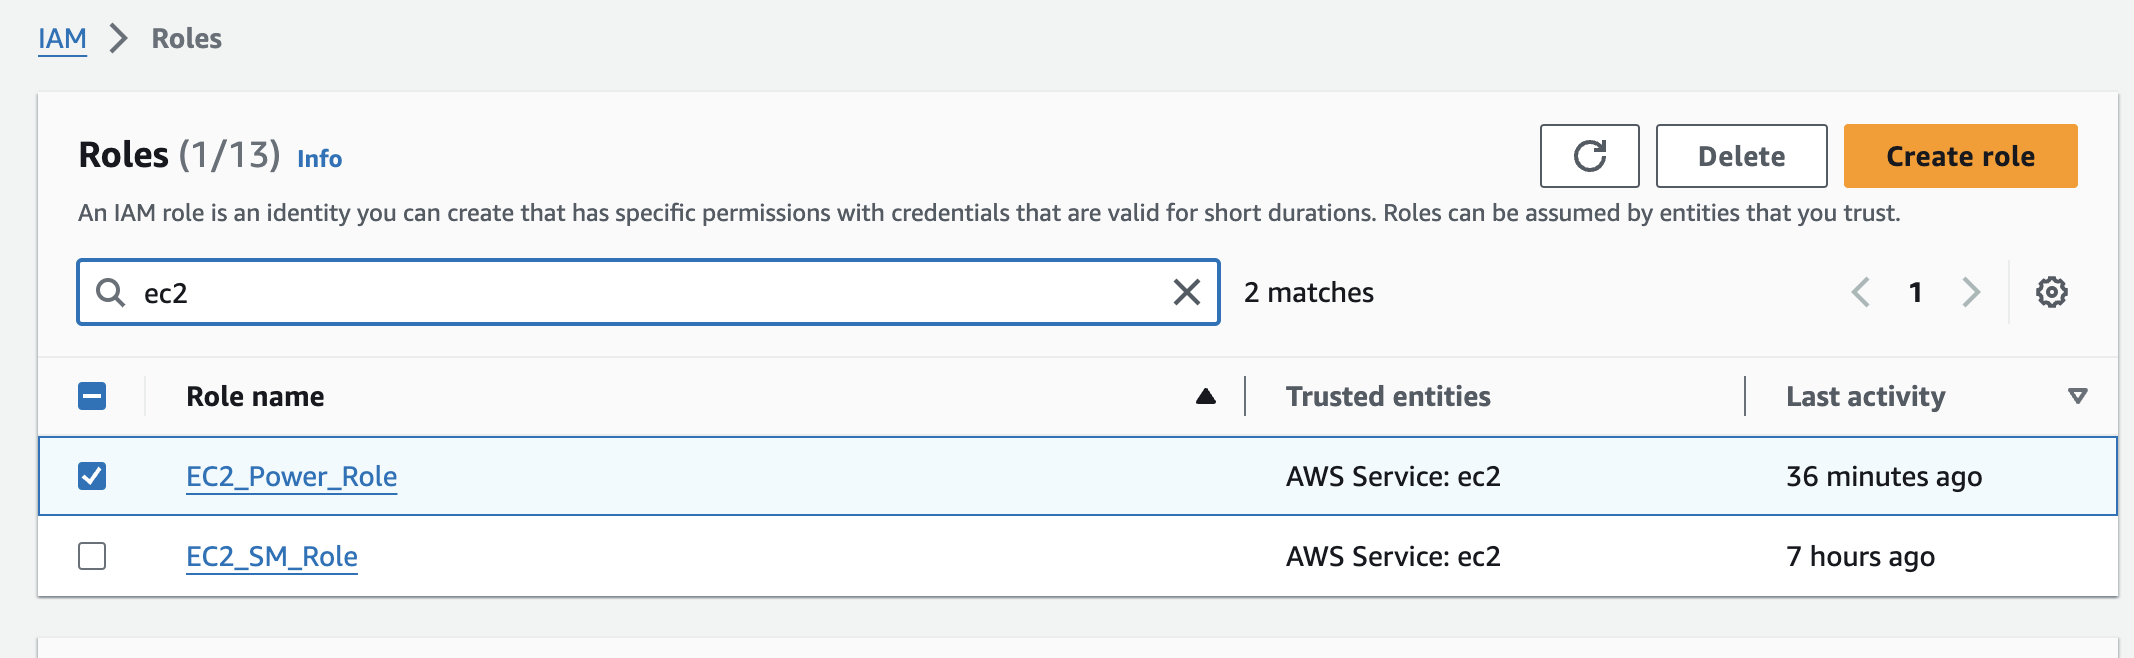 IAM > Roles
Roles (1/13) Info
Delete
Create role
An IAM role is an identity you can create that has specific permissions with credentials that are valid for short durations. Roles can be assumed by entities that you trust.
ec2
2 matches
1
Role name
Trusted entities
Last activity
EC2_Power_Role
AWS Service: ec2
36 minutes ago
EC2_SM_Role
AWS Service: ec2
7 hours ago